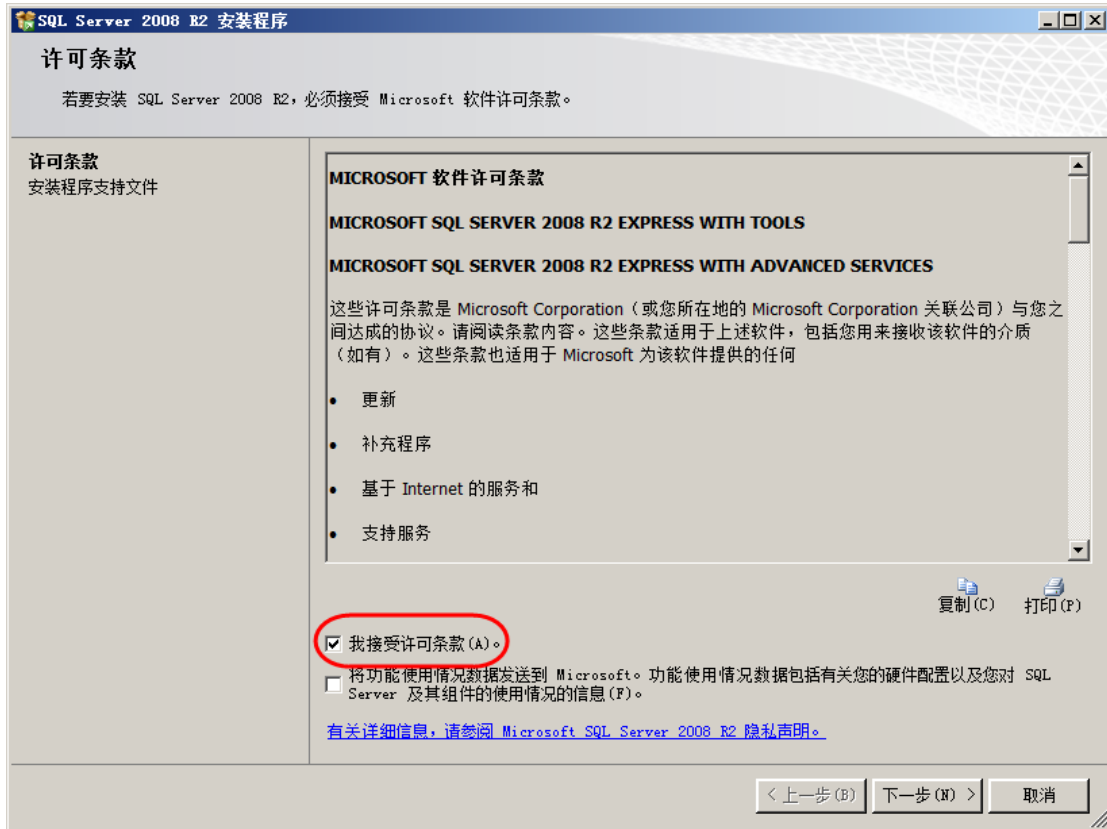 SQL Server 2008 R2 安装程序
许可条款
若要安装 SQL Server 2008 R2，必须接受 Microsoft 软件许可条款。
许可条款
安装程序支持文件
MICROSOFT 软件许可条款
MICROSOFT SQL SERVER 2008 R2 EXPRESS WITH TOOLS
MICROSOFT SQL SERVER 2008 R2 EXPRESS WITH ADVANCED SERVICES
这些许可条款是 Microsoft Corporation（或您所在地的 Microsoft Corporation 关联公司）与您之
间达成的协议。请阅读条款内容。这些条款适用于上述软件，包括您用来接收该软件的介质
（如有）。这些条款也适用于 Microsoft 为该软件提供的任何
• 更新
• 补充程序
• 基于 Internet 的服务和
• 支持服务
复制(C) 打印(P)
我接受许可条款(A)。
将功能使用情况数据发送到 Microsoft。功能使用情况数据包括有关您的硬件配置以及您对 SQL
Server 及其组件的使用情况的信息(F)。
有关详细信息，请参阅 Microsoft SQL Server 2008 R2 隐私声明。
< 上一步(B) 下一步(N) > 取消